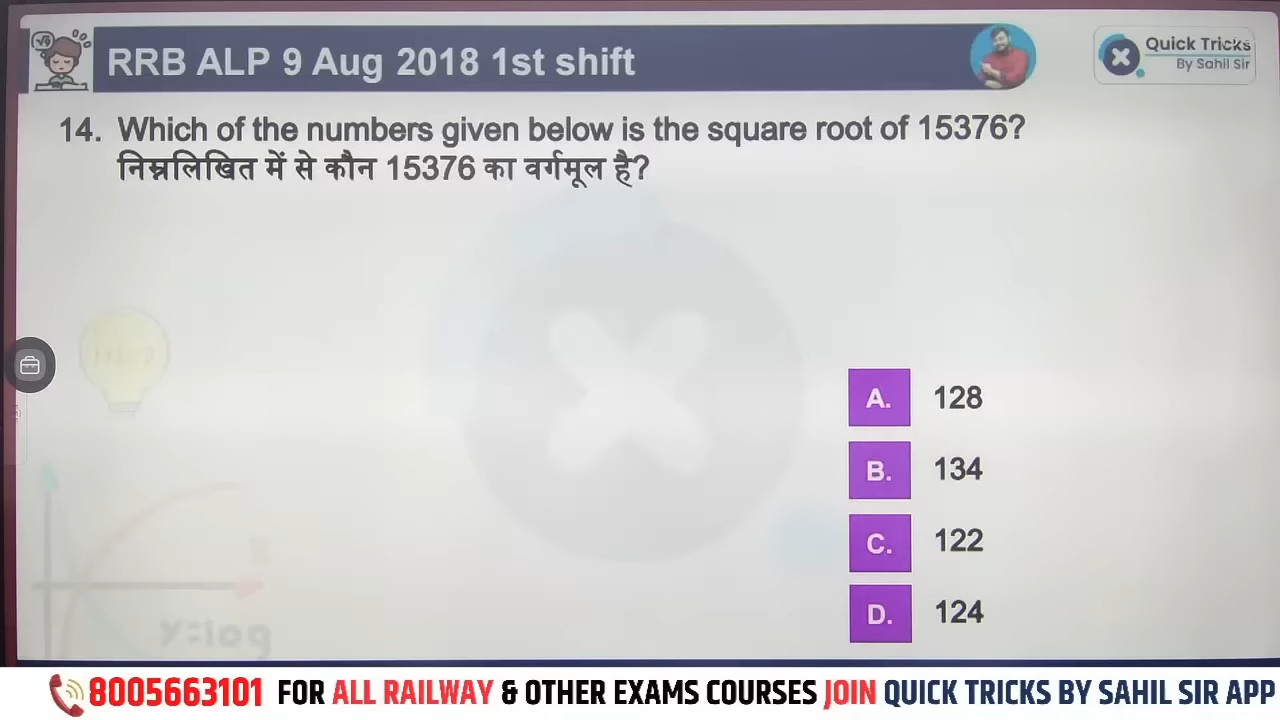 RRB ALP 9 Aug 2018 1st shift
Quick Tricks
By Sahil Sir
14. Which of the numbers given below is the square root of 15376?
निम्नलिखित में से कौन 15376 का वर्गमूल है?
A. 128
B. 134
C. 122
D. 124
y=log
8005663101 FOR ALL RAILWAY & OTHER EXAMS COURSES JOIN QUICK TRICKS BY SAHIL SIR APP